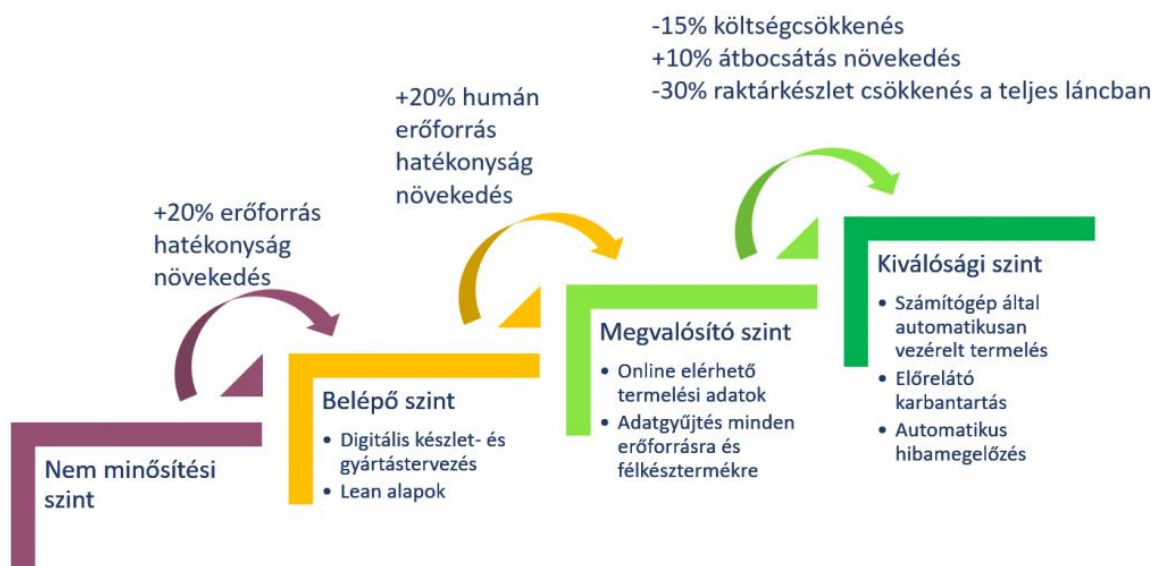 -15% költségcsökkenés
+10% átbocsátás növekedés
-30% raktárkészlet csökkenés a teljes láncban
+20% humán
erőforrás
hatékonyság
növekedés
+20% erőforrás
hatékonyság
növekedés
Nem minősítési
szint
Belépő szint
• Digitális készlet- és
gyártástervezés
• Lean alapok
Megvalósító szint
• Online elérhető
termelési adatok
• Adatgyűjtés minden
erőforrásra és
félkésztermékre
Kiválósági szint
• Számítógép által
automatikusan
vezérelt termelés
• Előrelátó
karbantartás
• Automatikus
hibamegelőzés